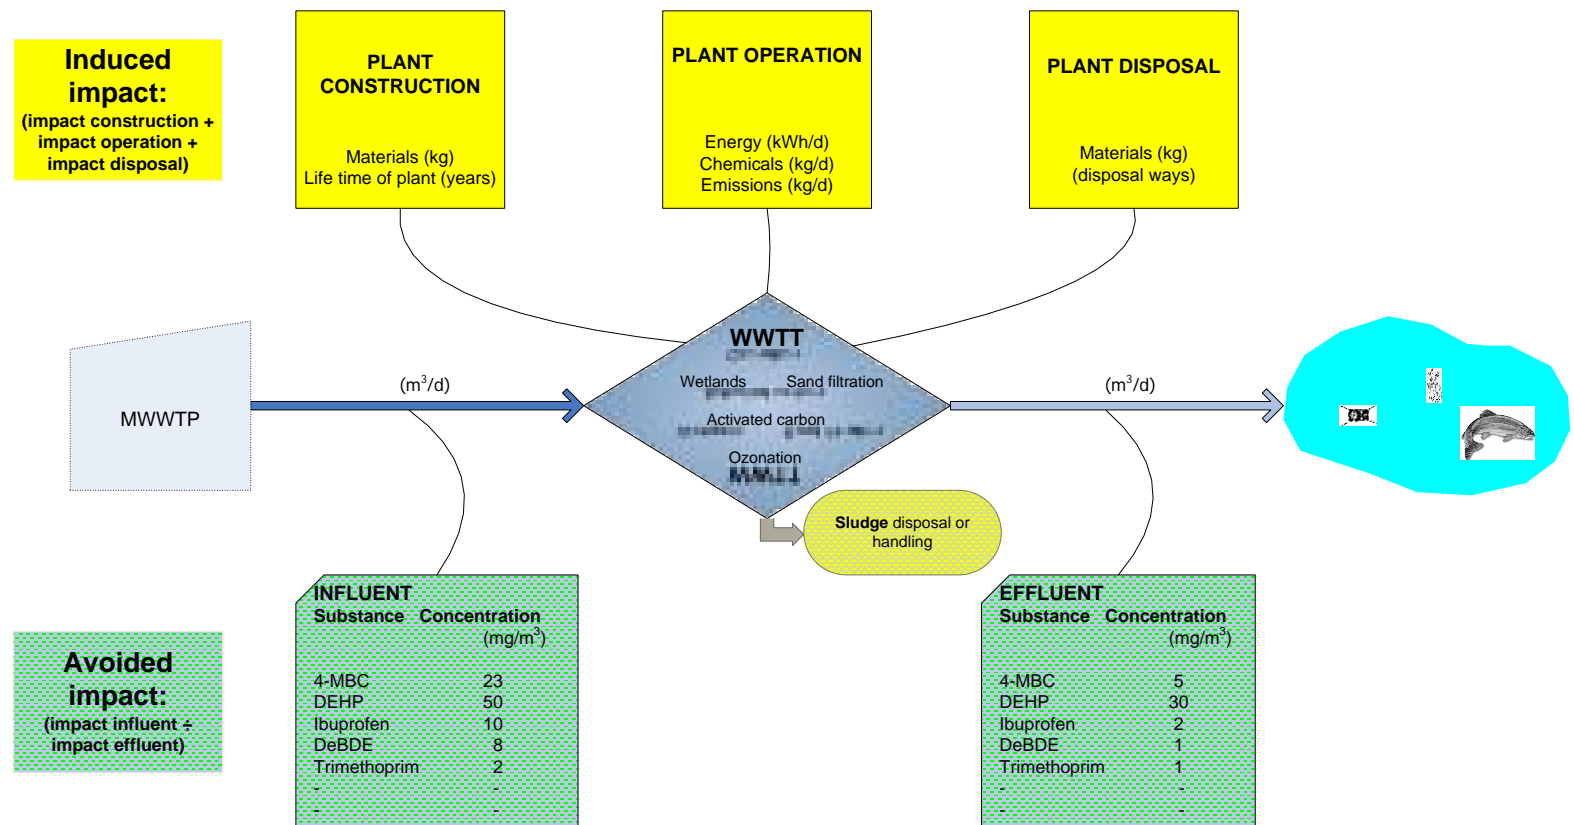 Induced
impact:
(impact construction +
impact operation +
impact disposal)
PLANT
CONSTRUCTION
Materials (kg)
Life time of plant (years)
PLANT OPERATION
Energy (kWh/d)
Chemicals (kg/d)
Emissions (kg/d)
PLANT DISPOSAL
Materials (kg)
(disposal ways)
MWWTP
(m³/d)
WWTT
Wetlands Sand filtration
Activated carbon
Ozonation
(m³/d)
Sludge disposal or
handling
Avoided
impact:
(impact influent ÷
impact effluent)
INFLUENT
Substance Concentration
(mg/m³)
4-MBC 23
DEHP 50
Ibuprofen 10
DeBDE 8
Trimethoprim 2
- -
- -
EFFLUENT
Substance Concentration
(mg/m³)
4-MBC 5
DEHP 30
Ibuprofen 2
DeBDE 1
Trimethoprim 1
- -
- -